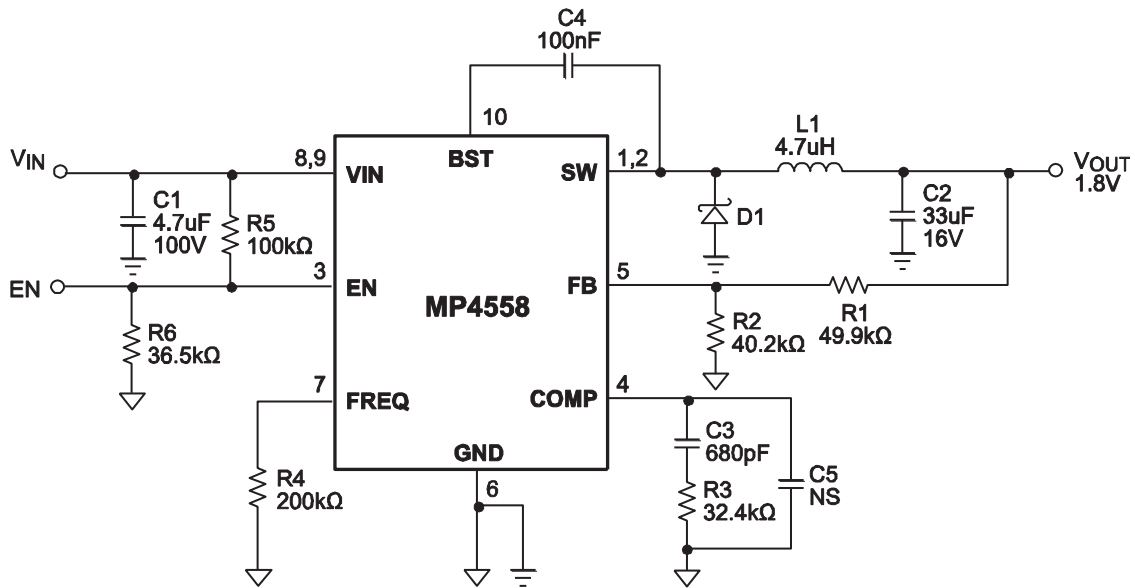 C4
100nF
10
BST
VIN
8,9
VIN
C1
4.7uF
100V
R5
100kΩ
EN
3
EN
R6
36.5kΩ
7
FREQ
R4
200kΩ
MP4558
GND
6
SW
1,2
L1
4.7uH
VOUT
1.8V
D1
C2
33uF
16V
FB
5
R1
49.9kΩ
R2
40.2kΩ
COMP
4
C3
680pF
R3
32.4kΩ
C5
NS